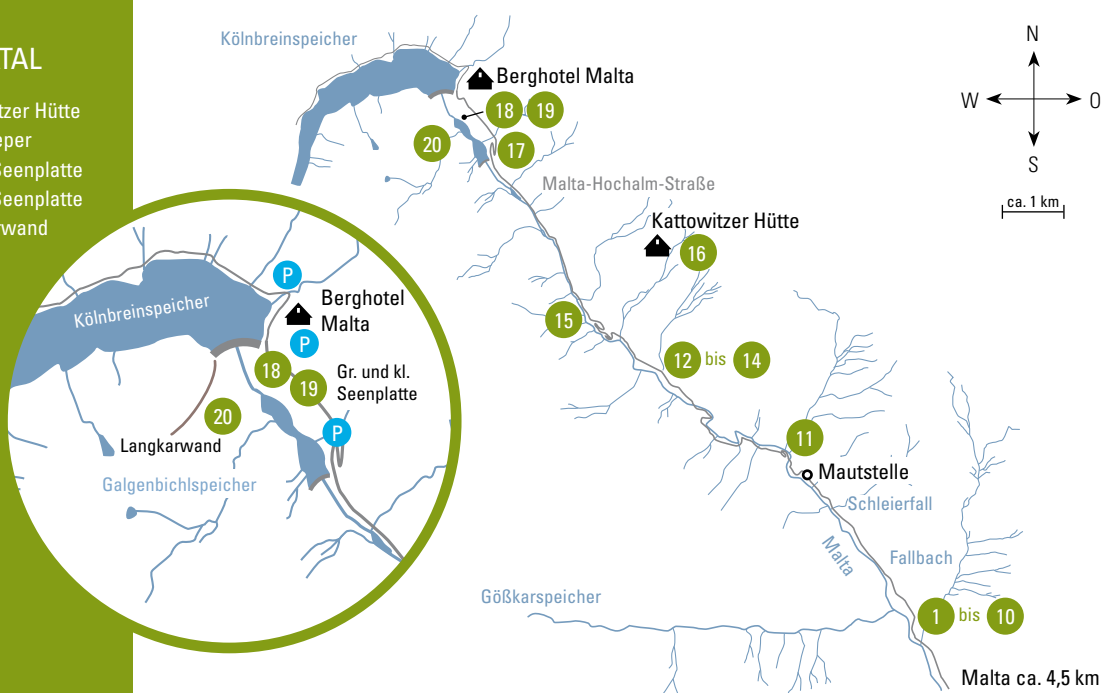 TAL
tzer Hütte
eper
Seenplatte
Seenplatte
rwand
Kölnbreinspeicher
Berghotel Malta
18 19
20
17
Malta-Hochalm-Straße
Kattowitzer Hütte
16
15
12 bis 14
11
Mautstelle
Schleierfall
Malta
Fallbach
Gößkarspeicher
1 bis 10
Malta ca. 4,5 km
N
W O
S
ca. 1 km
P
Kölnbreinspeicher
Berghotel
Malta
P
18
19
Gr. und kl.
Seenplatte
20
P
Langkarwand
Galgenbichlspeicher